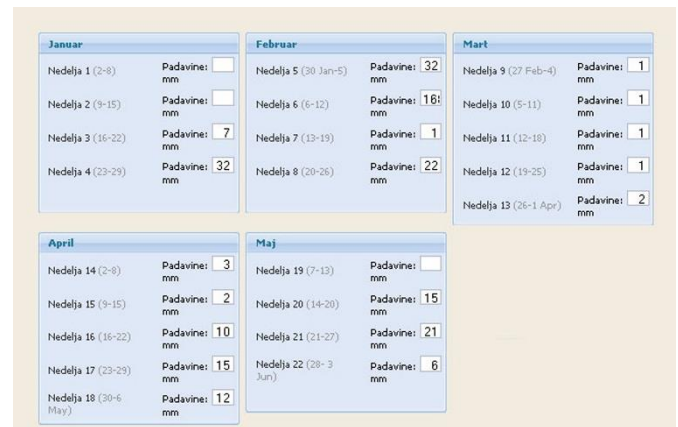 Januar
Nedelja 1 (2-8) Padavine:
mm
Nedelja 2 (9-15) Padavine:
mm
Nedelja 3 (16-22) Padavine: 7
mm
Nedelja 4 (23-29) Padavine: 32
mm
Februar
Nedelja 5 (30 Jan-5) Padavine: 32
mm
Nedelja 6 (6-12) Padavine:
mm
Nedelja 7 (13-19) Padavine: 1
mm
Nedelja 8 (20-26) Padavine: 22
mm
Mart
Nedelja 9 (27 Feb-4) Padavine: 1
mm
Nedelja 10 (5-11) Padavine: 1
mm
Nedelja 11 (12-18) Padavine: 1
mm
Nedelja 12 (19-25) Padavine: 1
mm
Nedelja 13 (26-1 Apr) Padavine: 2
mm
April
Nedelja 14 (2-8) Padavine: 3
mm
Nedelja 15 (9-15) Padavine: 2
mm
Nedelja 16 (16-22) Padavine: 10
mm
Nedelja 17 (23-29) Padavine: 15
mm
Nedelja 18 (30-6 Padavine: 12
May) mm
Maj
Nedelja 19 (7-13) Padavine:
mm
Nedelja 20 (14-20) Padavine: 15
mm
Nedelja 21 (21-27) Padavine: 21
mm
Nedelja 22 (28- 3 Padavine: 6
Jun) mm